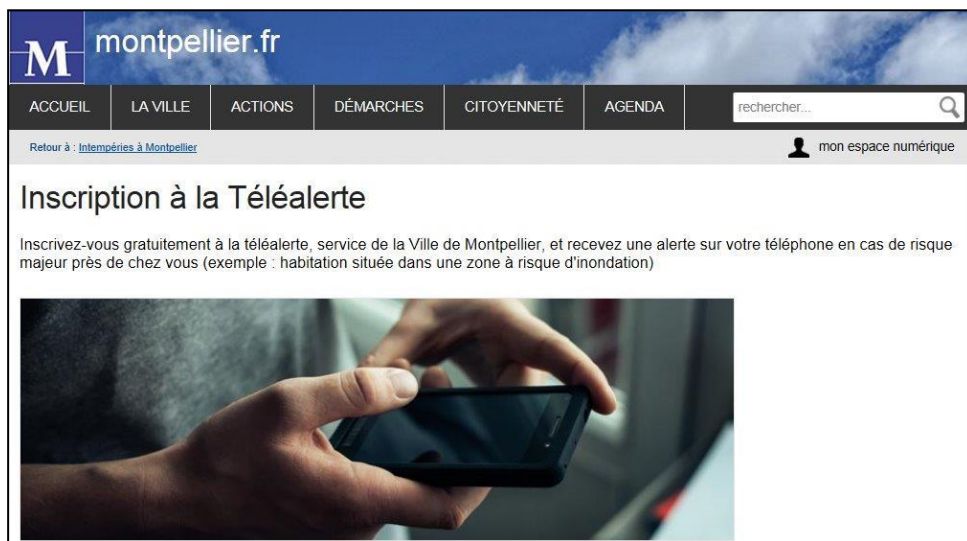 M
montpellier.fr
ACCUEIL LA VILLE ACTIONS DÉMARCHES CITOYENNETÉ AGENDA rechercher...
Retour à : Intempéries à Montpellier mon espace numérique
Inscription à la Téléalerte
Inscrivez-vous gratuitement à la téléalerte, service de la Ville de Montpellier, et recevez une alerte sur votre téléphone en cas de risque
majeur près de chez vous (exemple : habitation située dans une zone à risque d'inondation)